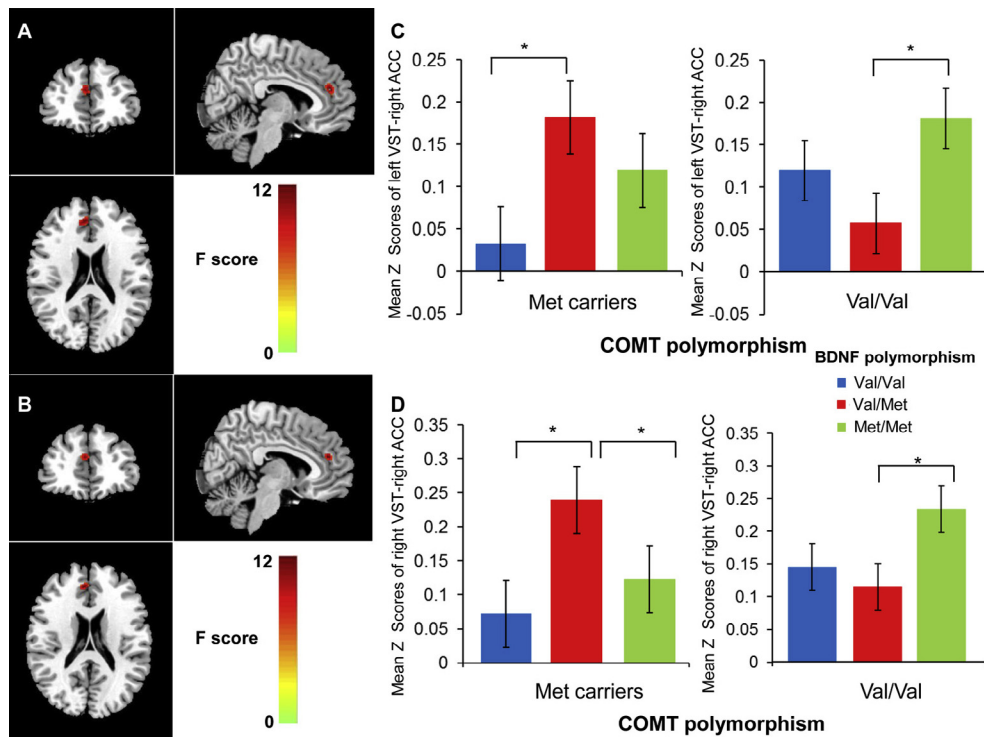 A
12
F score
0
B
12
F score
0
C
Mean Z Scores of left VST-right ACC
0.25
0.2
0.15
0.1
0.05
0
-0.05
*
Met carriers
Mean Z Scores of left VST-right ACC
0.25
0.2
0.15
0.1
0.05
0
-0.05
*
Val/Val
COMT polymorphism
BDNF polymorphism
Val/Val
Val/Met
Met/Met
D
Mean Z Scores of right VST-right ACC
0.35
0.3
0.25
0.2
0.15
0.1
0.05
0
*
*
Met carriers
Mean Z Scores of right VST-right ACC
0.35
0.3
0.25
0.2
0.15
0.1
0.05
0
*
Val/Val
COMT polymorphism